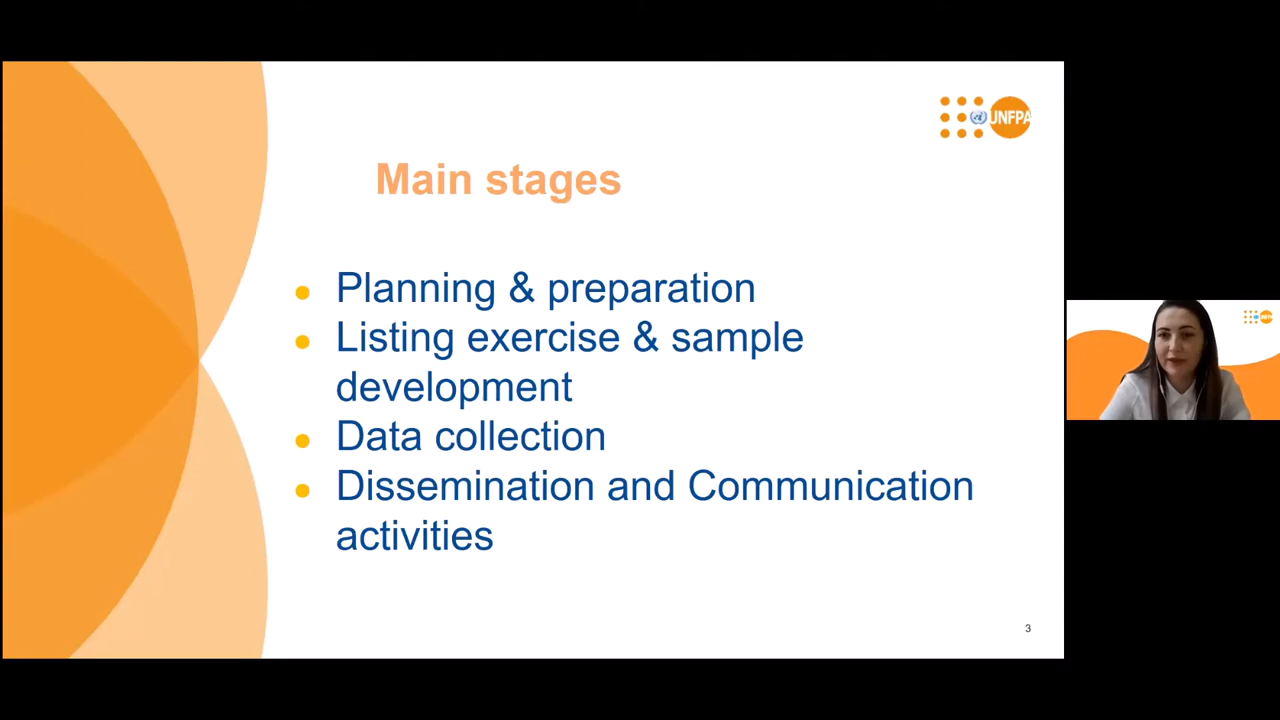 UNFPA
Main stages
Planning & preparation
Listing exercise & sample
development
Data collection
Dissemination and Communication
activities
3